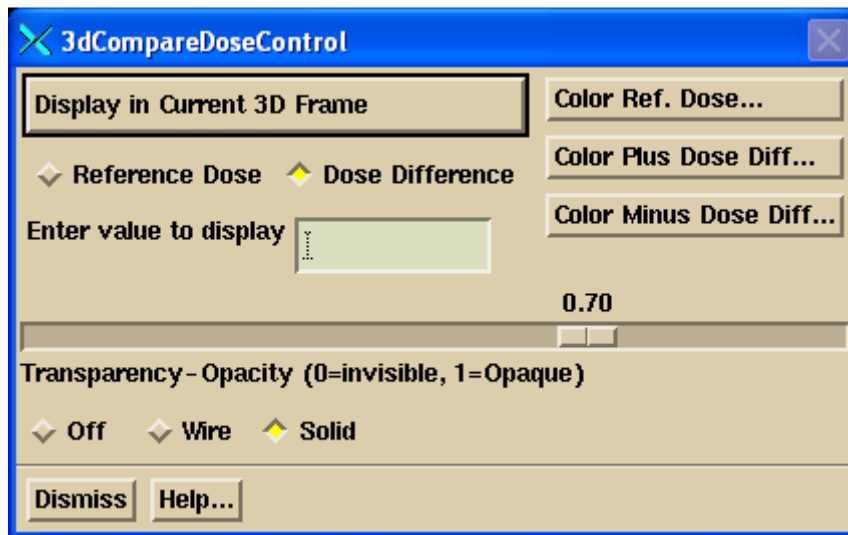 3dCompareDoseControl
Display in Current 3D Frame
Color Ref. Dose...
Reference Dose
Dose Difference
Color Plus Dose Diff...
Enter value to display
Color Minus Dose Diff...
0.70
Transparency-Opacity (0=invisible, 1=Opaque)
Off
Wire
Solid
Dismiss
Help...